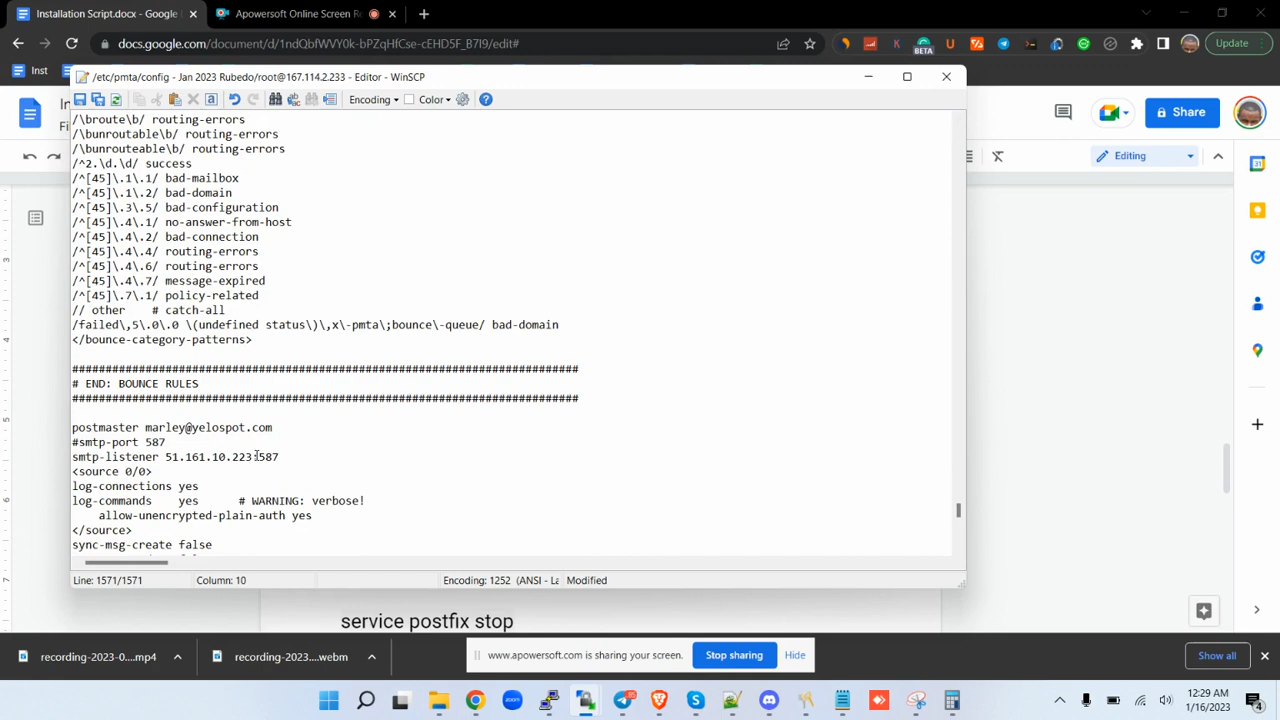 Installation Script.doc - Google
Apowersoft Online Screen Re
docs.google.com/document/d/1ndQbfWVY0k-bPZqHfCse-cEHD5F_B7I9/edit#
BETA
Update
Inst
/etc/pmta/config - Jan 2023 Rubedo/root@167.114.2.233 - Editor - WinSCP
Encoding
Color
Share
Editing
/\broute\b/ routing-errors
/\bunroutable\b/ routing-errors
/\bunrouteable\b/ routing-errors
/^2.\d.\d/ success
/^[45]\.1\.1/ bad-mailbox
/^[45]\.1\.2/ bad-domain
/^[45]\.3\.5/ bad-configuration
/^[45]\.4\.1/ no-answer-from-host
/^[45]\.4\.2/ bad-connection
/^[45]\.4\.4/ routing-errors
/^[45]\.4\.6/ routing-errors
/^[45]\.4\.7/ message-expired
/^[45]\.7\.1/ policy-related
// other    # catch-all
/failed\,5\.0\.0 \(undefined status\)\,x\-pmta\;bounce\-queue/ bad-domain
</bounce-category-patterns>
############################################################################
# END: BOUNCE RULES
############################################################################
postmaster marley@yelospot.com
#smtp-port 587
smtp-listener 51.161.10.223:587
<source 0/0>
log-connections yes
log-commands    yes      # WARNING: verbose!
    allow-unencrypted-plain-auth yes
</source>
sync-msg-create false
Line: 1571/1571
Column: 10
Encoding: 1252 (ANSI - La
Modified
service postfix stop
recording-2023-0....mp4
recording-2023....webm
www.apowersoft.com is sharing your screen.
Stop sharing
Hide
Show all
12:29 AM
1/16/2023